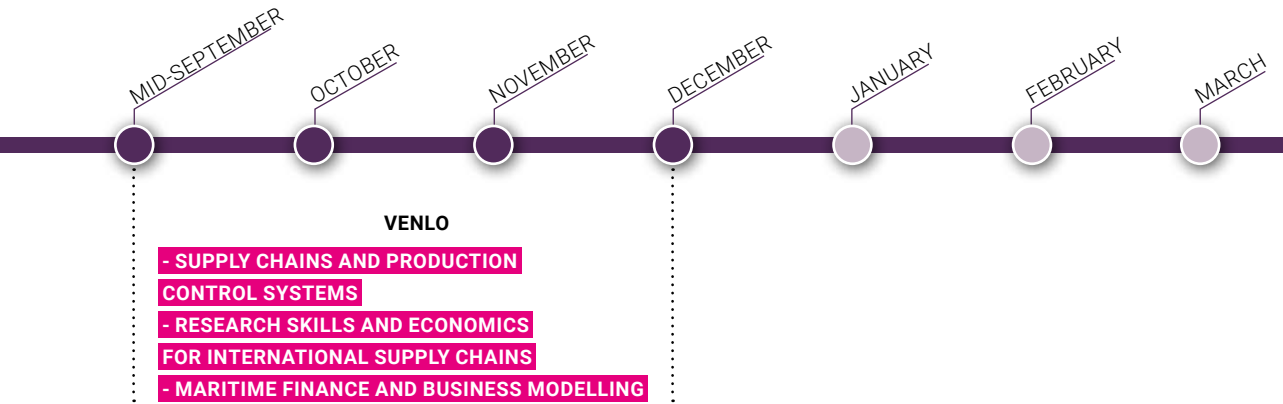 MID-SEPTEMBER
OCTOBER
NOVEMBER
DECEMBER
JANUARY
FEBRUARY
MARCH
VENLO
- SUPPLY CHAINS AND PRODUCTION
CONTROL SYSTEMS
- RESEARCH SKILLS AND ECONOMICS
FOR INTERNATIONAL SUPPLY CHAINS
- MARITIME FINANCE AND BUSINESS MODELLING